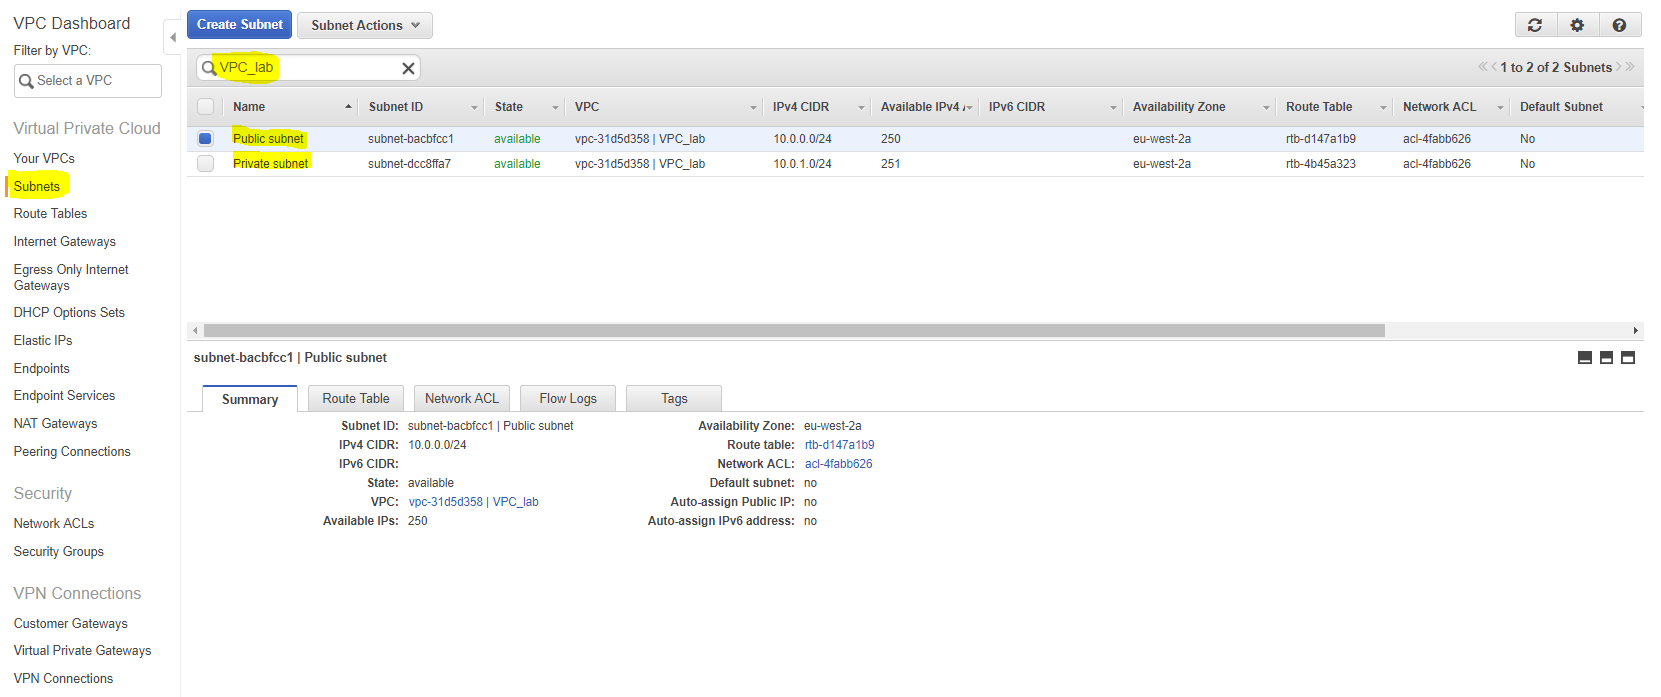 VPC Dashboard
Filter by VPC:
Select a VPC
Virtual Private Cloud
Your VPCs
Subnets
Route Tables
Internet Gateways
Egress Only Internet
Gateways
DHCP Options Sets
Elastic IPs
Endpoints
Endpoint Services
NAT Gateways
Peering Connections
Security
Network ACLs
Security Groups
VPN Connections
Customer Gateways
Virtual Private Gateways
VPN Connections
Create Subnet Subnet Actions
VPC_lab 1 to 2 of 2 Subnets
Name Subnet ID State VPC IPv4 CIDR Available IPv4 IPv6 CIDR Availability Zone Route Table Network ACL Default Subnet
Public subnet subnet-bacbfcc1 available vpc-31d5d358 | VPC_lab 10.0.0.0/24 250 eu-west-2a rtb-d147a1b9 acl-4fabb626 No
Private subnet subnet-dcc8ffa7 available vpc-31d5d358 | VPC_lab 10.0.1.0/24 251 eu-west-2a rtb-4b45a323 acl-4fabb626 No
subnet-bacbfcc1 | Public subnet
Summary Route Table Network ACL Flow Logs Tags
Subnet ID: subnet-bacbfcc1 | Public subnet Availability Zone: eu-west-2a
IPv4 CIDR: 10.0.0.0/24 Route table: rtb-d147a1b9
IPv6 CIDR: Network ACL: acl-4fabb626
State: available Default subnet: no
VPC: vpc-31d5d358 | VPC_lab Auto-assign Public IP: no
Available IPs: 250 Auto-assign IPv6 address: no